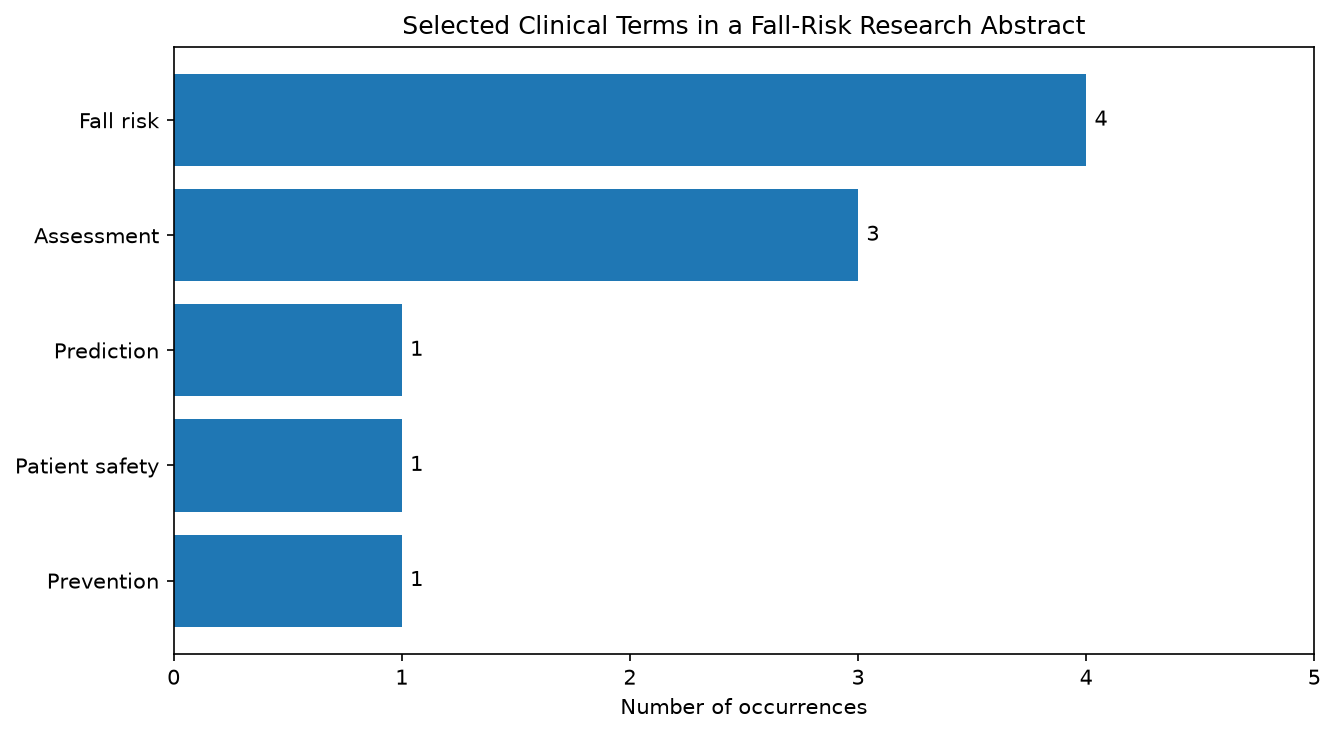 Selected Clinical Terms in a Fall-Risk Research Abstract
Fall risk 4
Assessment 3
Prediction 1
Patient safety 1
Prevention 1
0 1 2 3 4 5
Number of occurrences